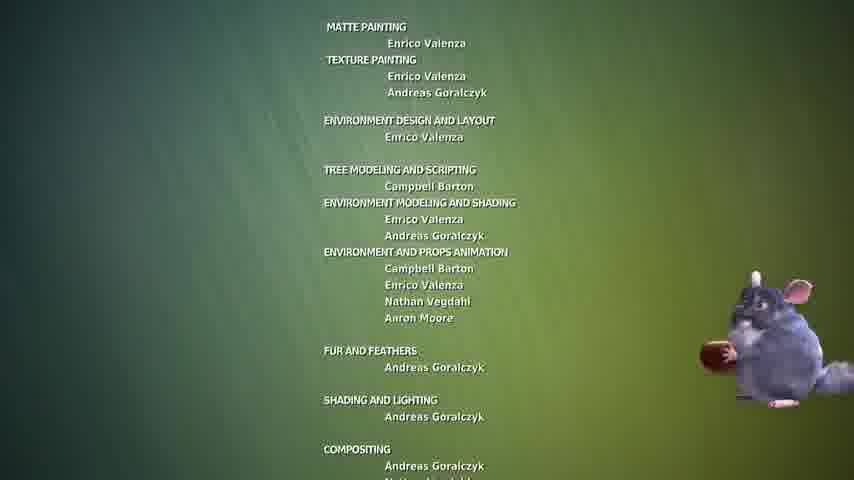 MATTE PAINTING
Enrico Valenza
TEXTURE PAINTING
Enrico Valenza
Andreas Goralczyk
ENVIRONMENT DESIGN AND LAYOUT
Enrico Valenza
TREE MODELING AND SCRIPTING
Campbell Barton
ENVIRONMENT MODELING AND SHADING
Enrico Valenza
Andreas Goralczyk
ENVIRONMENT AND PROPS ANIMATION
Campbell Barton
Enrico Valenza
Nathan Vegdahl
Aaron Moore
FUR AND FEATHERS
Andreas Goralczyk
SHADING AND LIGHTING
Andreas Goralczyk
COMPOSITING
Andreas Goralczyk